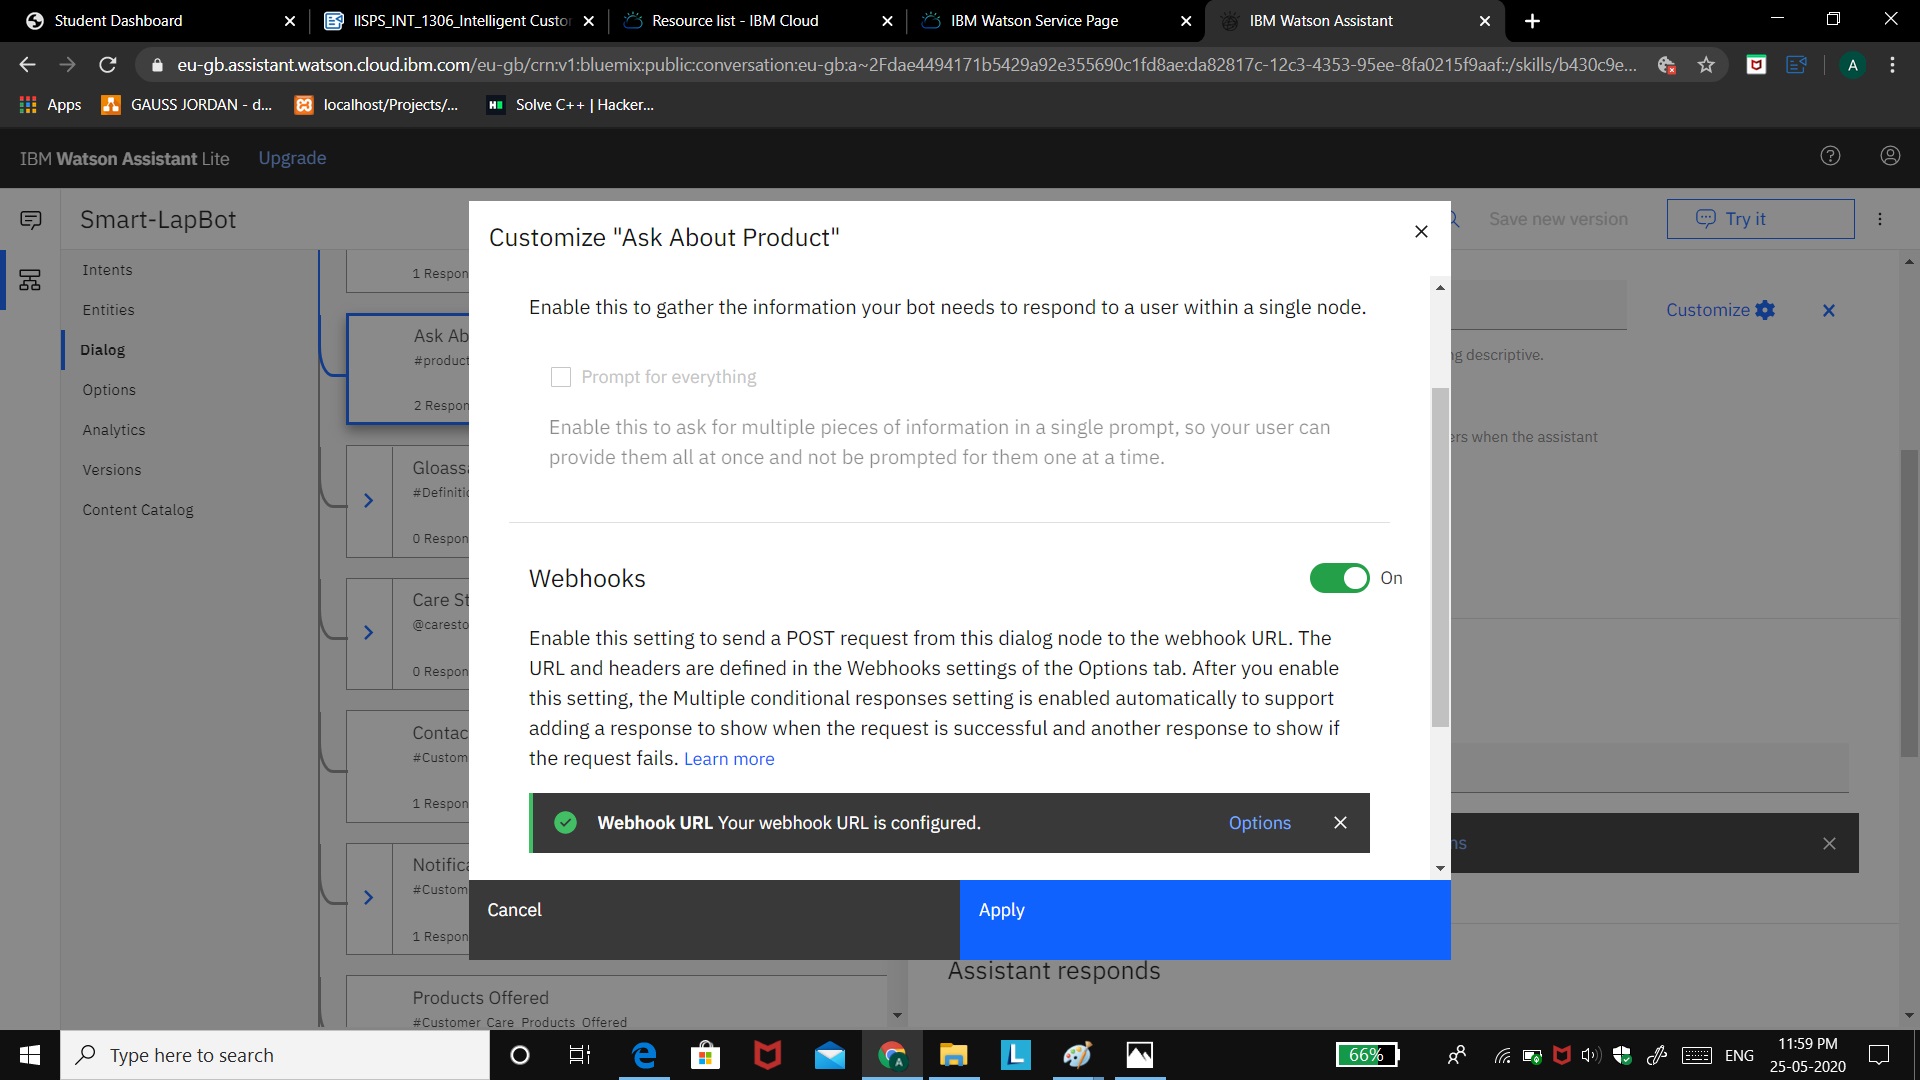 Student Dashboard
IISPS_INT_1306_Intelligent Custor
Resource list - IBM Cloud
IBM Watson Service Page
IBM Watson Assistant
eu-gb.assistant.watson.cloud.ibm.com/eu-gb/crn:v1:bluemix:public:conversation:eu-gb:a~2Fdae4494171b5429a92e355690c1fd8ae:da82817c-12c3-4353-95ee-8fa0215f9aaf::/skills/b430c9e...
A
Apps
GAUSS JORDAN - d...
localhost/Projects/...
Solve C++ | Hacker...
IBM Watson Assistant Lite
Upgrade
Smart-LapBot
Save new version
Try it
Intents
Entities
Dialog
Options
Analytics
Versions
Content Catalog
1 Respon
Ask Ab
#product
2 Respon
Gloass
#Definitio
0 Respon
Care St
@caresto
0 Respon
Contac
#Custom
1 Respon
Notifica
#Custom
1 Respon
Products Offered
#Customer Care Products Offered
Customize
ng descriptive.
ers when the assistant
ns
Assistant responds
Customize "Ask About Product"
Enable this to gather the information your bot needs to respond to a user within a single node.
Prompt for everything
Enable this to ask for multiple pieces of information in a single prompt, so your user can
provide them all at once and not be prompted for them one at a time.
Webhooks
On
Enable this setting to send a POST request from this dialog node to the webhook URL. The
URL and headers are defined in the Webhooks settings of the Options tab. After you enable
this setting, the Multiple conditional responses setting is enabled automatically to support
adding a response to show when the request is successful and another response to show if
the request fails. Learn more
Webhook URL Your webhook URL is configured.
Options
Cancel
Apply
Type here to search
66%
ENG
11:59 PM
25-05-2020